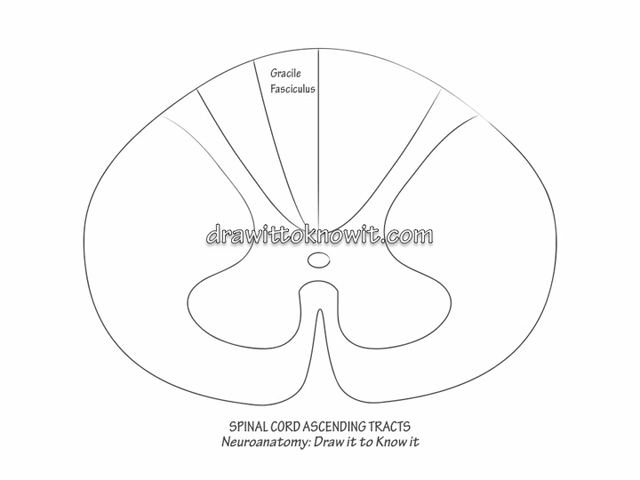 Gracile
Fasciculus
drawittoknowit.com
SPINAL CORD ASCENDING TRACTS
Neuroanatomy: Draw it to Know it